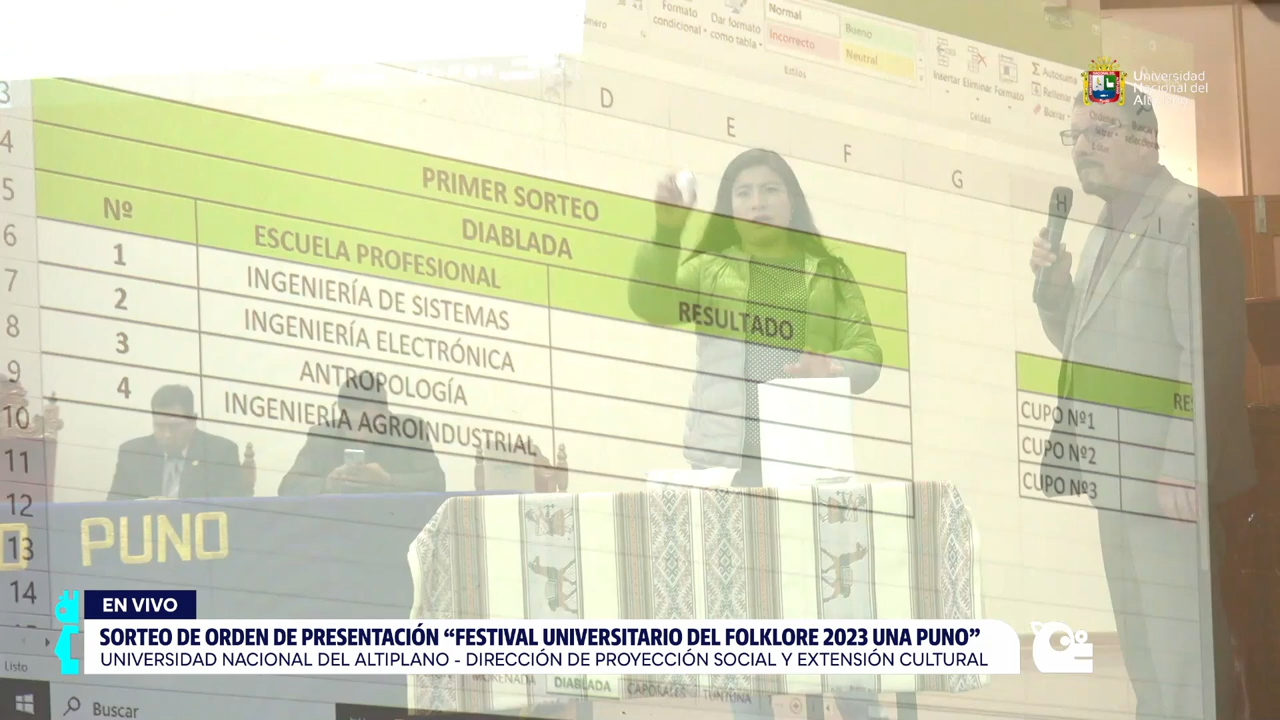 Formato
condicional
Dar formato
como tabla
Normal
Bueno
Incorrecto
Neutral
Estilos
Insertar Eliminar Formato
Celdas
Autosuma
Rellenar
Borrar
Universidad
Nacional del
Altiplano
D E F G H I
3
4
5
6
7
8
9
10
11
12
13
14
PRIMER SORTEO
DIABLADA
Nº ESCUELA PROFESIONAL RESULTADO
1 INGENIERÍA DE SISTEMAS
2 INGENIERÍA ELECTRÓNICA
3 ANTROPOLOGÍA
4 INGENIERÍA AGROINDUSTRIAL
RE
CUPO Nº1
CUPO Nº2
CUPO Nº3
O PUNO
EN VIVO
SORTEO DE ORDEN DE PRESENTACIÓN “FESTIVAL UNIVERSITARIO DEL FOLKLORE 2023 UNA PUNO”
UNIVERSIDAD NACIONAL DEL ALTIPLANO - DIRECCIÓN DE PROYECCIÓN SOCIAL Y EXTENSIÓN CULTURAL
Listo
MORENADA DIABLADA CAPORALES TUNTUNA
Buscar